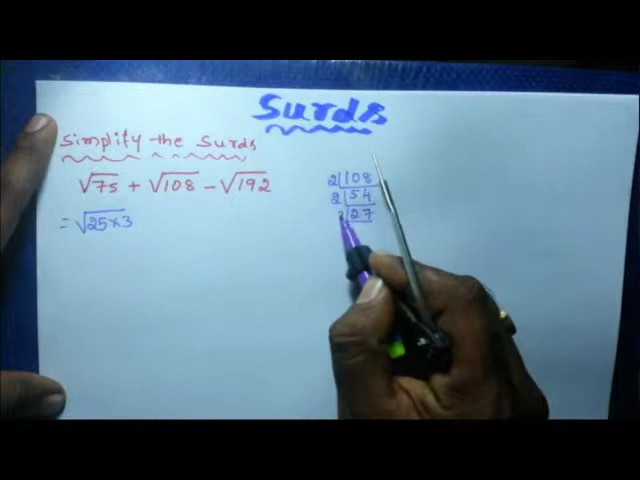 Surds
Simplify the Surds
√75 + √108 - √192
= √25×3
2 108
2 54
27